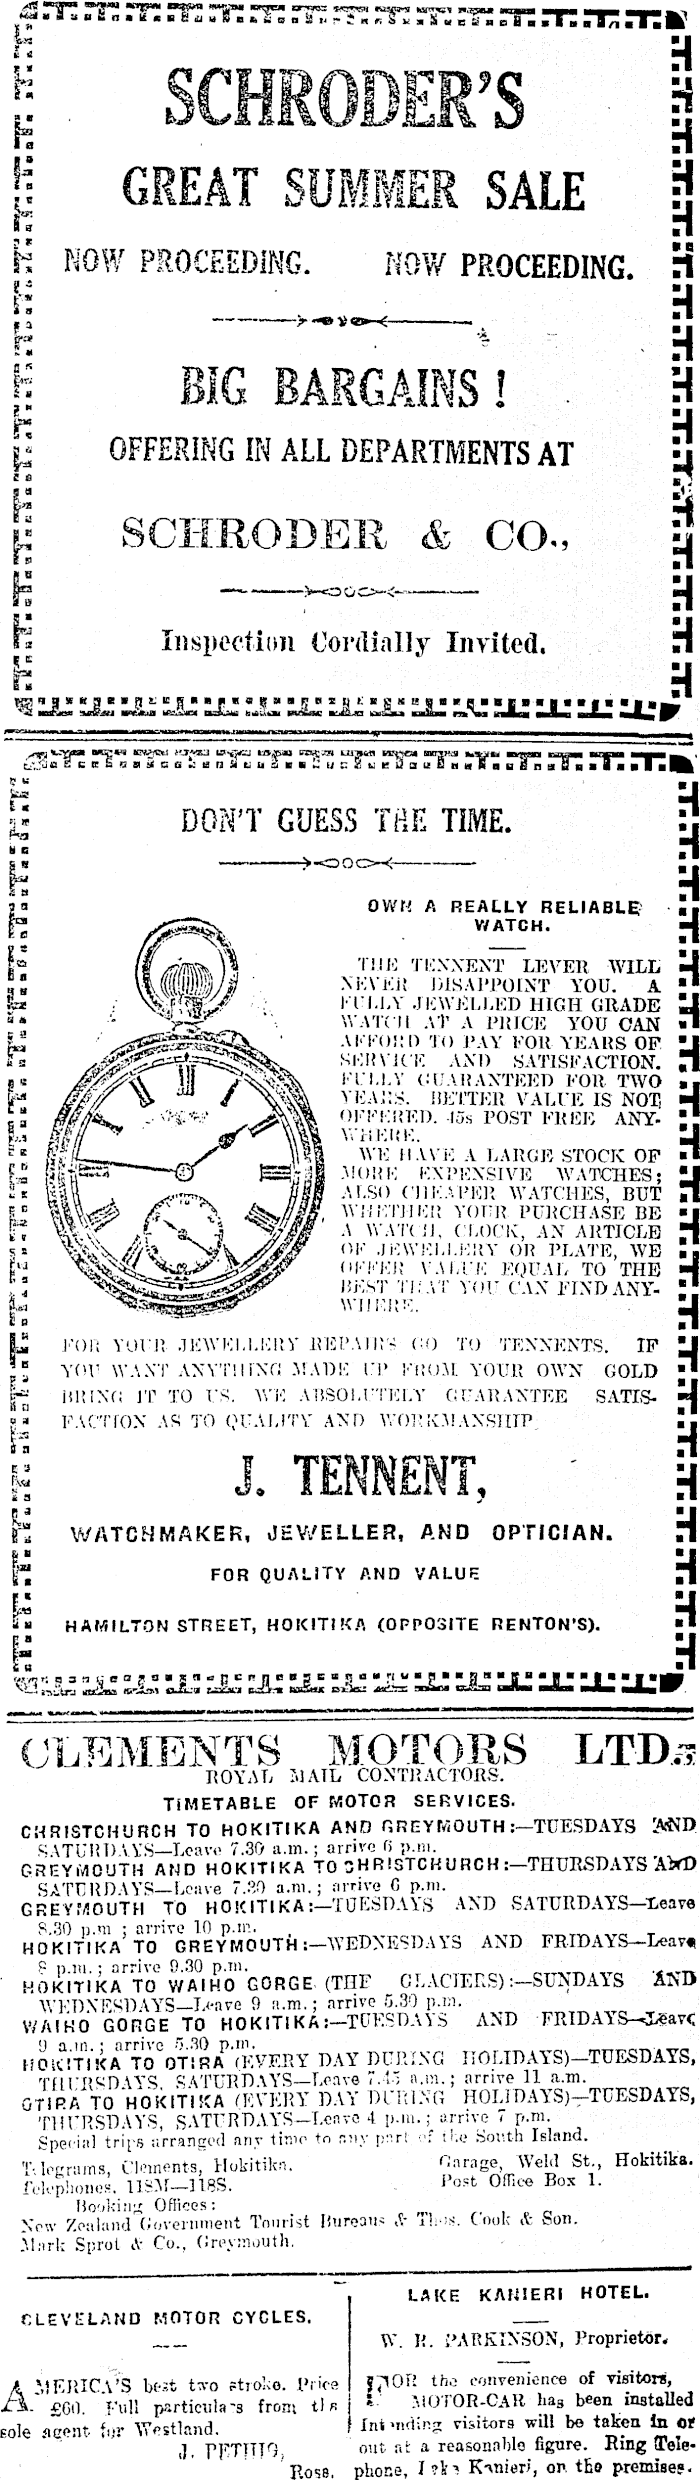 SCHRODER'S
GREAT SUMMER SALE
NOW PROCEEDING. NOW PROCEEDING.
BIG BARGAINS !
OFFERING IN ALL DEPARTMENTS AT
SCHRODER & CO.,
Inspection Cordially Invited.
DON'T GUESS THE TIME.
OWN A REALLY RELIABLE
WATCH.
THE TENNENT LEVER WILL
NEVER DISAPPOINT YOU. A
FULLY JEWELLED HIGH GRADE
WATCH AT A PRICE YOU CAN
AFFORD TO PAY FOR YEARS OF
SERVICE AND SATISFACTION.
FULLY GUARANTEED FOR TWO
YEARS. BETTER VALUE IS NOT
OFFERED. 45s POST FREE ANY-
WHERE.
WE HAVE A LARGE STOCK OF
MORE EXPENSIVE WATCHES;
ALSO CHEAPER WATCHES, BUT
WHETHER YOUR PURCHASE BE
A WATCH, CLOCK, AN ARTICLE
OF JEWELLERY OR PLATE, WE
OFFER VALUE EQUAL TO THE
BEST THAT YOU CAN FIND ANY-
WHERE.
FOR YOUR JEWELLERY REPAIRS GO TO TENNENTS. IF
YOU WANT ANYTHING MADE UP FROM YOUR OWN GOLD
BRING IT TO US. WE ABSOLUTELY GUARANTEE SATIS-
FACTION AS TO QUALITY AND WORKMANSHIP
J. TENNENT,
WATCHMAKER, JEWELLER, AND OPTICIAN.
FOR QUALITY AND VALUE
HAMILTON STREET, HOKITIKA (OPPOSITE RENTON'S).
CLEMENTS MOTORS LTD.
ROYAL MAIL CONTRACTORS.
TIMETABLE OF MOTOR SERVICES.
CHRISTCHURCH TO HOKITIKA AND GREYMOUTH:—TUESDAYS AND
SATURDAYS—Leave 7.30 a.m.; arrive 6 p.m.
GREYMOUTH AND HOKITIKA TO CHRISTCHURCH:—THURSDAYS AND
SATURDAYS—Leave 7.30 a.m.; arrive 6 p.m.
GREYMOUTH TO HOKITIKA:—TUESDAYS AND SATURDAYS—Leave
8.30 p.m ; arrive 10 p.m.
HOKITIKA TO GREYMOUTH:—WEDNESDAYS AND FRIDAYS—Leave
8 p.m.; arrive 9.30 p.m.
HOKITIKA TO WAIHO GORGE (THE GLACIERS):—SUNDAYS AND
WEDNESDAYS—Leave 9 a.m.; arrive 5.30 p.m.
WAIHO GORGE TO HOKITIKA:—TUESDAYS AND FRIDAYS—Leave
9 a.m.; arrive 5.30 p.m.
HOKITIKA TO OTIRA (EVERY DAY DURING HOLIDAYS)—TUESDAYS,
THURSDAYS, SATURDAYS—Leave 7.45 a.m.; arrive 11 a.m.
OTIRA TO HOKITIKA (EVERY DAY DURING HOLIDAYS)—TUESDAYS,
THURSDAYS, SATURDAYS—Leave 4 p.m.; arrive 7 p.m.
Special trips arranged any time to any part of the South Island.
Telegrams, Clements, Hokitika. Garage, Weld St., Hokitika.
Telephones. 118M—118S. Post Office Box 1.
Booking Offices:
New Zealand Government Tourist Bureaus & Thos. Cook & Son.
Mark Sprot & Co., Greymouth.
CLEVELAND MOTOR CYCLES.
AMERICA'S best two stroke. Price
£60. Full particulars from the
sole agent for Westland.
J. PETHIG,
Ross.
LAKE KANIERI HOTEL.
W. R. PARKINSON, Proprietor.
FOR the convenience of visitors,
MOTOR-CAR has been installed
Intending visitors will be taken in or
out at a reasonable figure. Ring Tele-
phone, Lake Kanieri, on the premises.